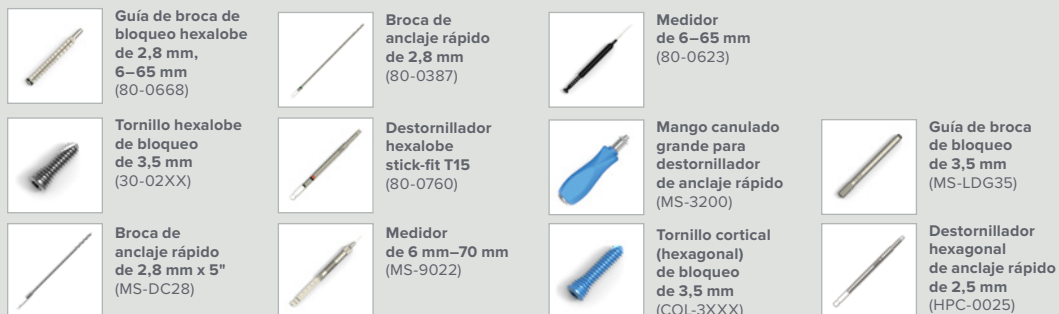 Guía de broca de
bloqueo hexalobe
de 2,8 mm,
6–65 mm
(80-0668)
Broca de
anclaje rápido
de 2,8 mm
(80-0387)
Medidor
de 6–65 mm
(80-0623)
Tornillo hexalobe
de bloqueo
de 3,5 mm
(30-02XX)
Destornillador
hexalobe
stick-fit T15
(80-0760)
Mango canulado
grande para
destornillador
de anclaje rápido
(MS-3200)
Guía de broca
de bloqueo
de 3,5 mm
(MS-LDG35)
Broca de
anclaje rápido
de 2,8 mm x 5"
(MS-DC28)
Medidor
de 6 mm–70 mm
(MS-9022)
Tornillo cortical
(hexagonal)
de bloqueo
de 3,5 mm
(COL-3XXX)
Destornillador
hexagonal
de anclaje rápido
de 2,5 mm
(HPC-0025)